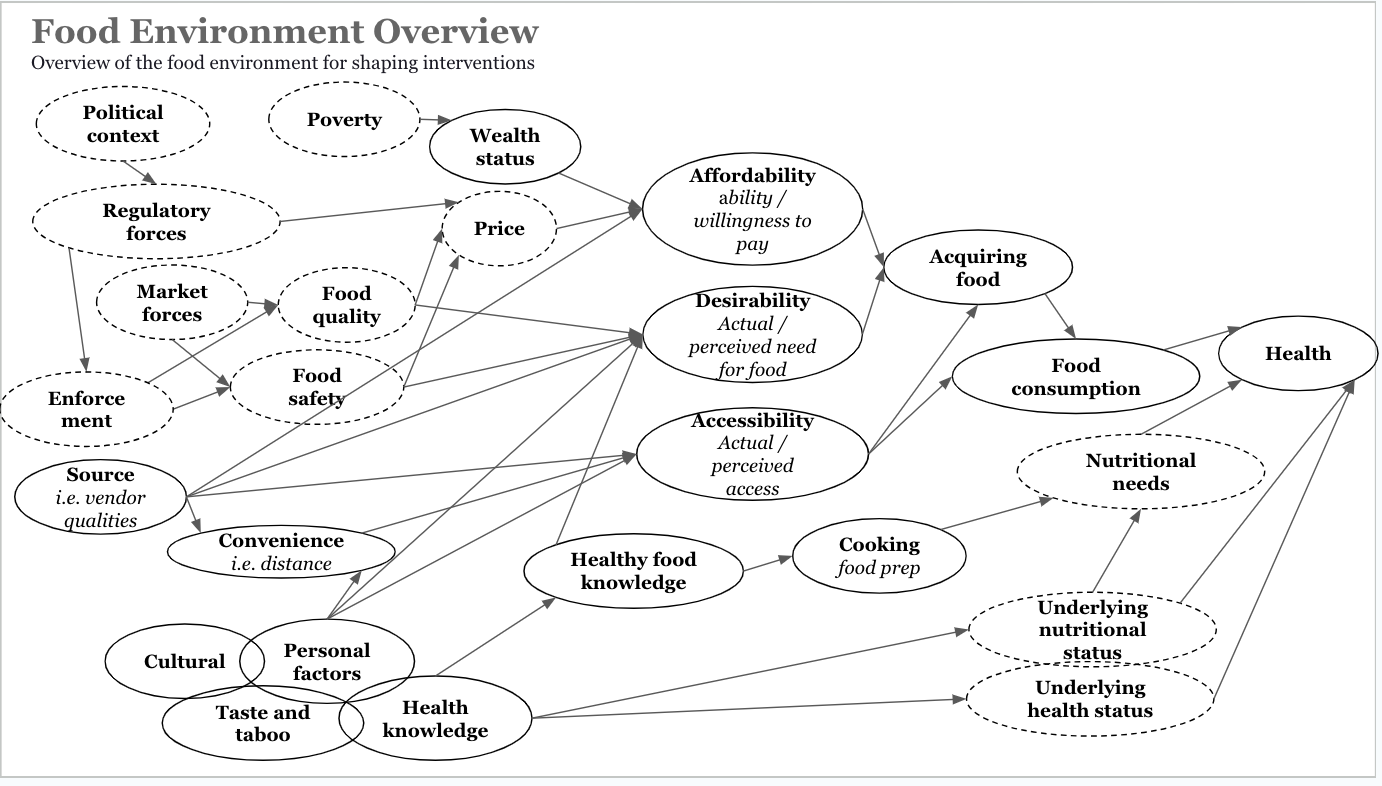 Food Environment Overview
Overview of the food environment for shaping interventions
Political
context
Poverty
Wealth
status
Regulatory
forces
Price
Affordability
ability /
willingness to
pay
Market
forces
Food
quality
Acquiring
food
Desirability
Actual /
perceived need
for food
Food
safety
Enforce
ment
Food
consumption
Health
Accessibility
Actual /
perceived
access
Source
i.e. vendor
qualities
Nutritional
needs
Convenience
i.e. distance
Healthy food
knowledge
Cooking
food prep
Underlying
nutritional
status
Cultural
Personal
factors
Taste and
taboo
Health
knowledge
Underlying
health status